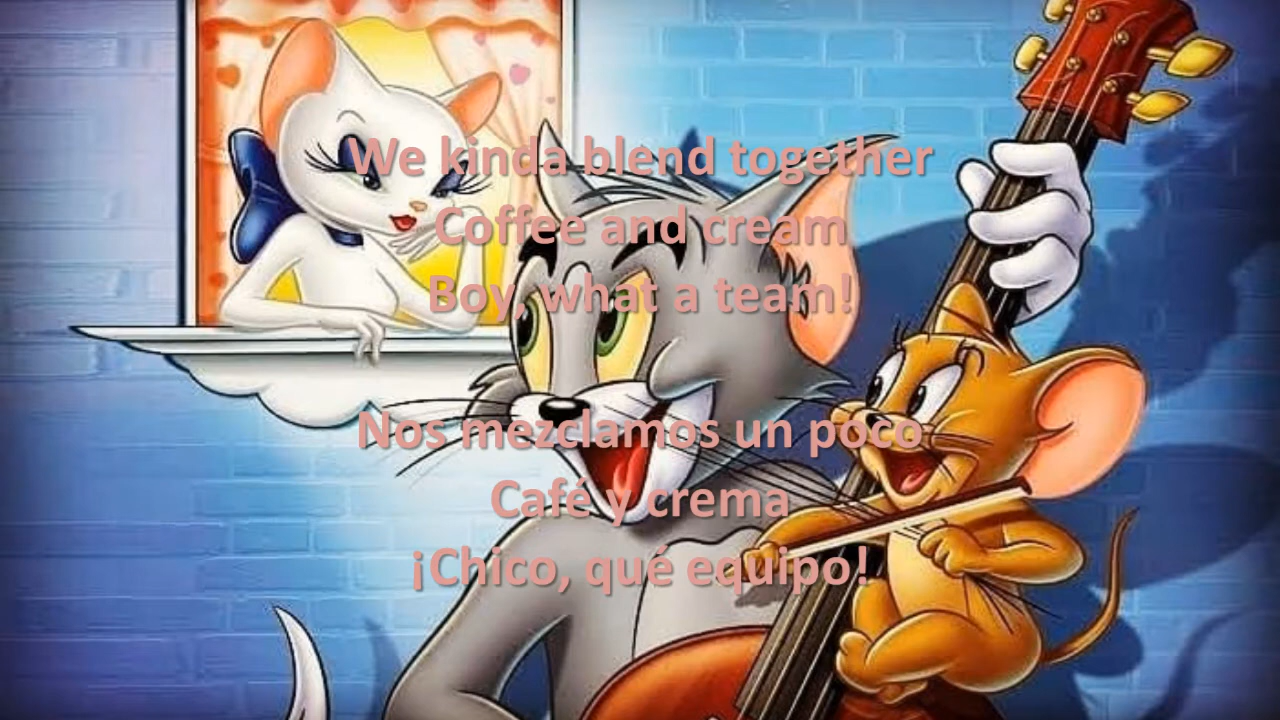 We kinda blend together
Coffee and cream
Boy, what a team!
Nos mezclamos un poco
Café y crema
¡Chico, qué equipo!